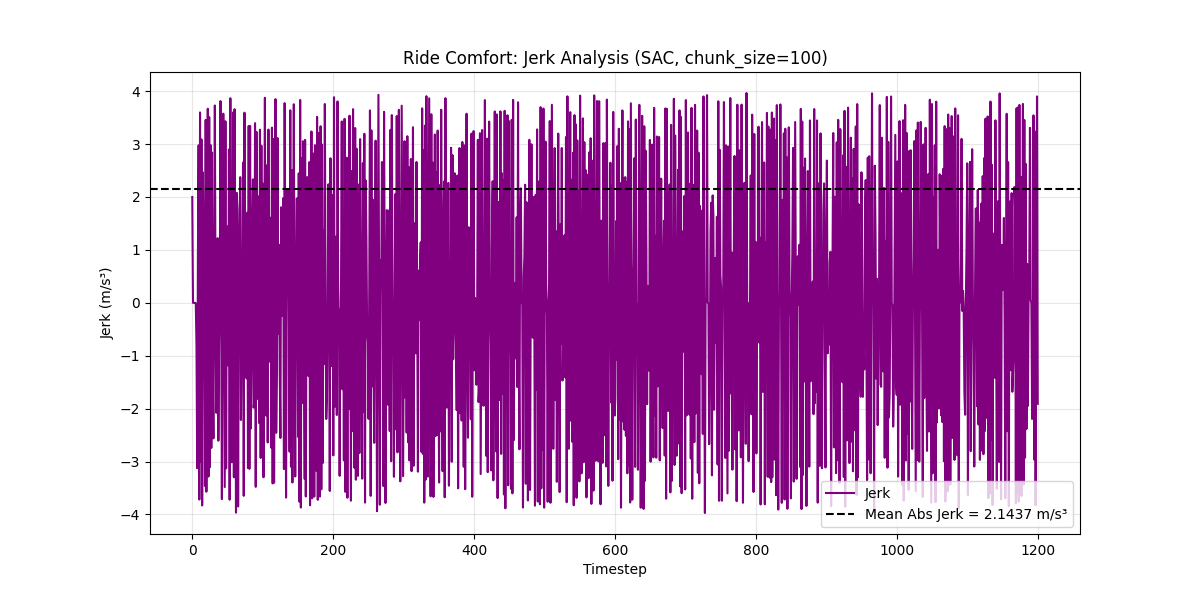 Ride Comfort: Jerk Analysis (SAC, chunk_size=100)
Jerk (m/s³)
4
3
2
1
0
−1
−2
−3
−4
Jerk
Mean Abs Jerk = 2.1437 m/s³
0 200 400 600 800 1000 1200
Timestep